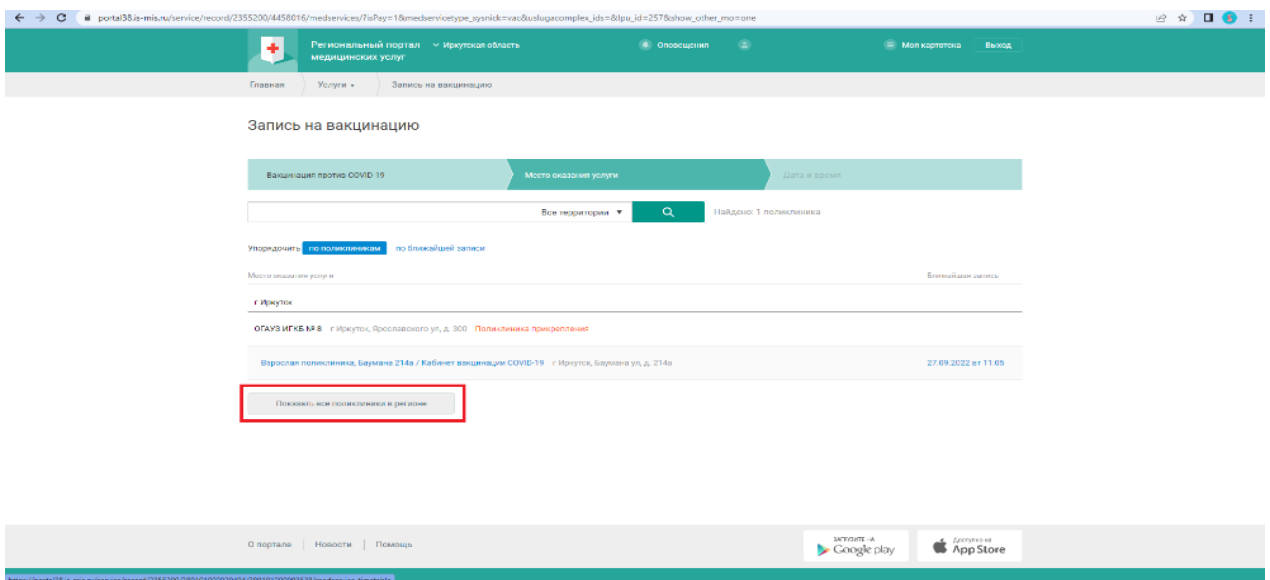 portal38.is-mis.ru/service/record/2355200/4458016/medservices/?isPay=1&medservicetype_sysnick=vac&uslugacomplex_ids=&lpu_id=257&show_other_mo=one
Региональный портал медицинских услуг
Иркутская область
Оповещения
Моя картотека
Выход
Главная
Услуги
Запись на вакцинацию
Запись на вакцинацию
Вакцинация против COVID-19
Место оказания услуги
Дата и время
Все территории
Найдено: 1 поликлиника
Упорядочить по поликлиникам по ближайшей записи
Место оказания услуги
Ближайшая запись
г Иркутск
ОГАУЗ ИГКБ № 8 г Иркутск, Ярославского ул, д. 300 Поликлиника прикрепления
Взрослая поликлиника, Баумана 214а / Кабинет вакцинации COVID-19 г Иркутск, Баумана ул, д. 214а
27.09.2022 вт 11:05
Показать все поликлиники в регионе
О портале
Новости
Помощь
ЗАГРУЗИТЕ НА
Google play
Доступно на
App Store